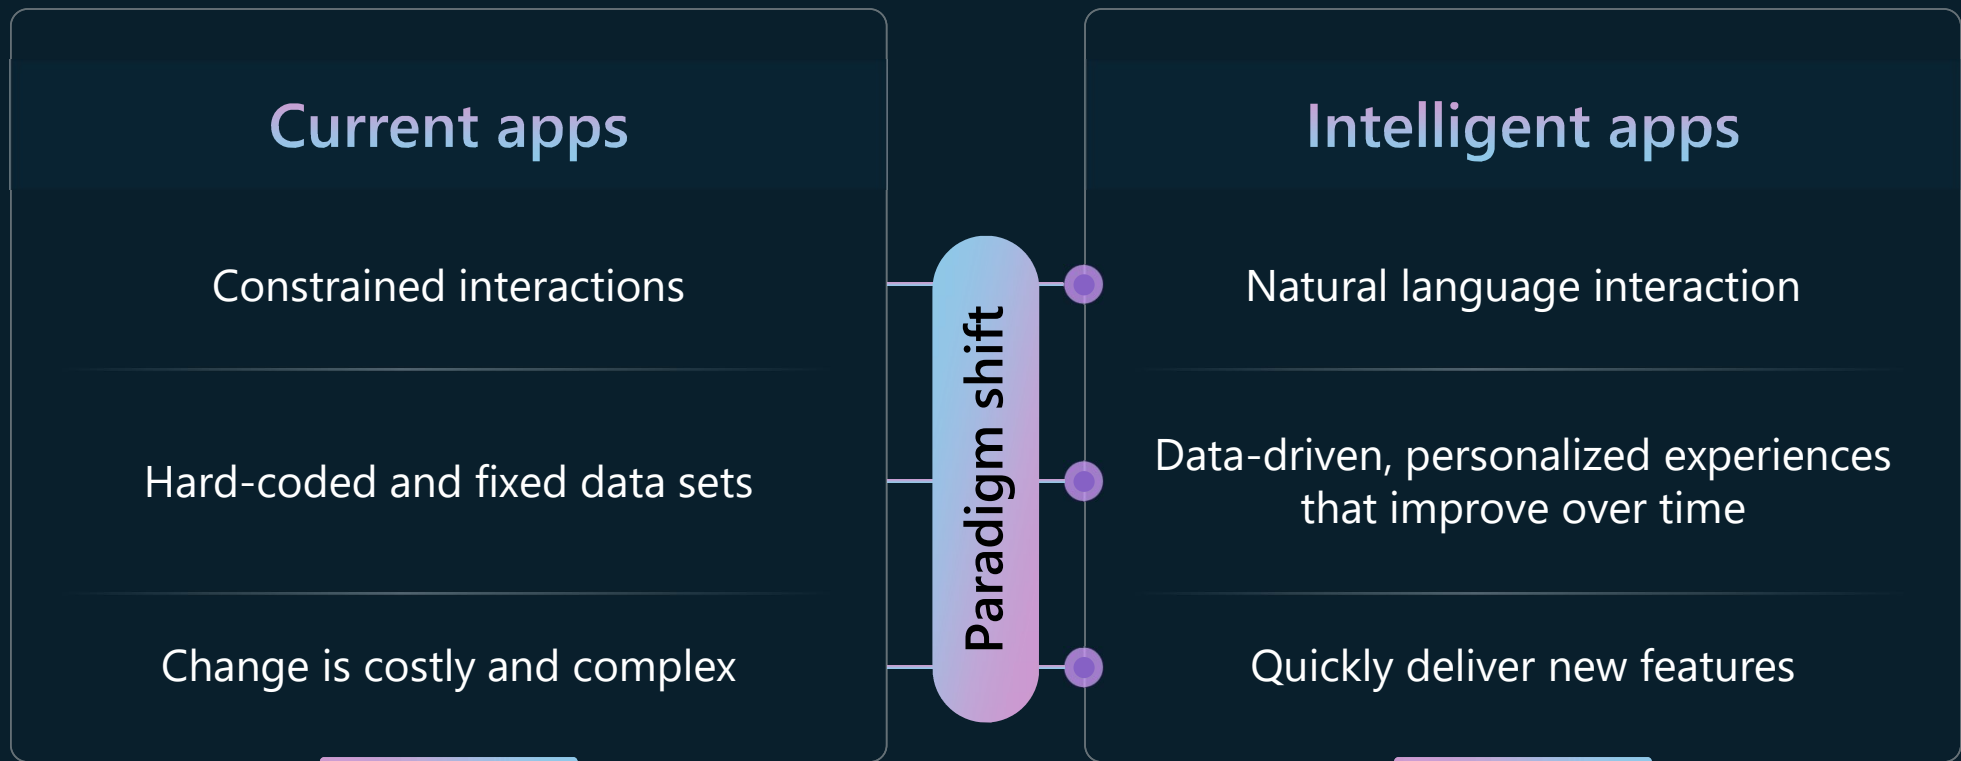 Current apps
Constrained interactions
Hard-coded and fixed data sets
Change is costly and complex
Paradigm shift
Intelligent apps
Natural language interaction
Data-driven, personalized experiences
that improve over time
Quickly deliver new features